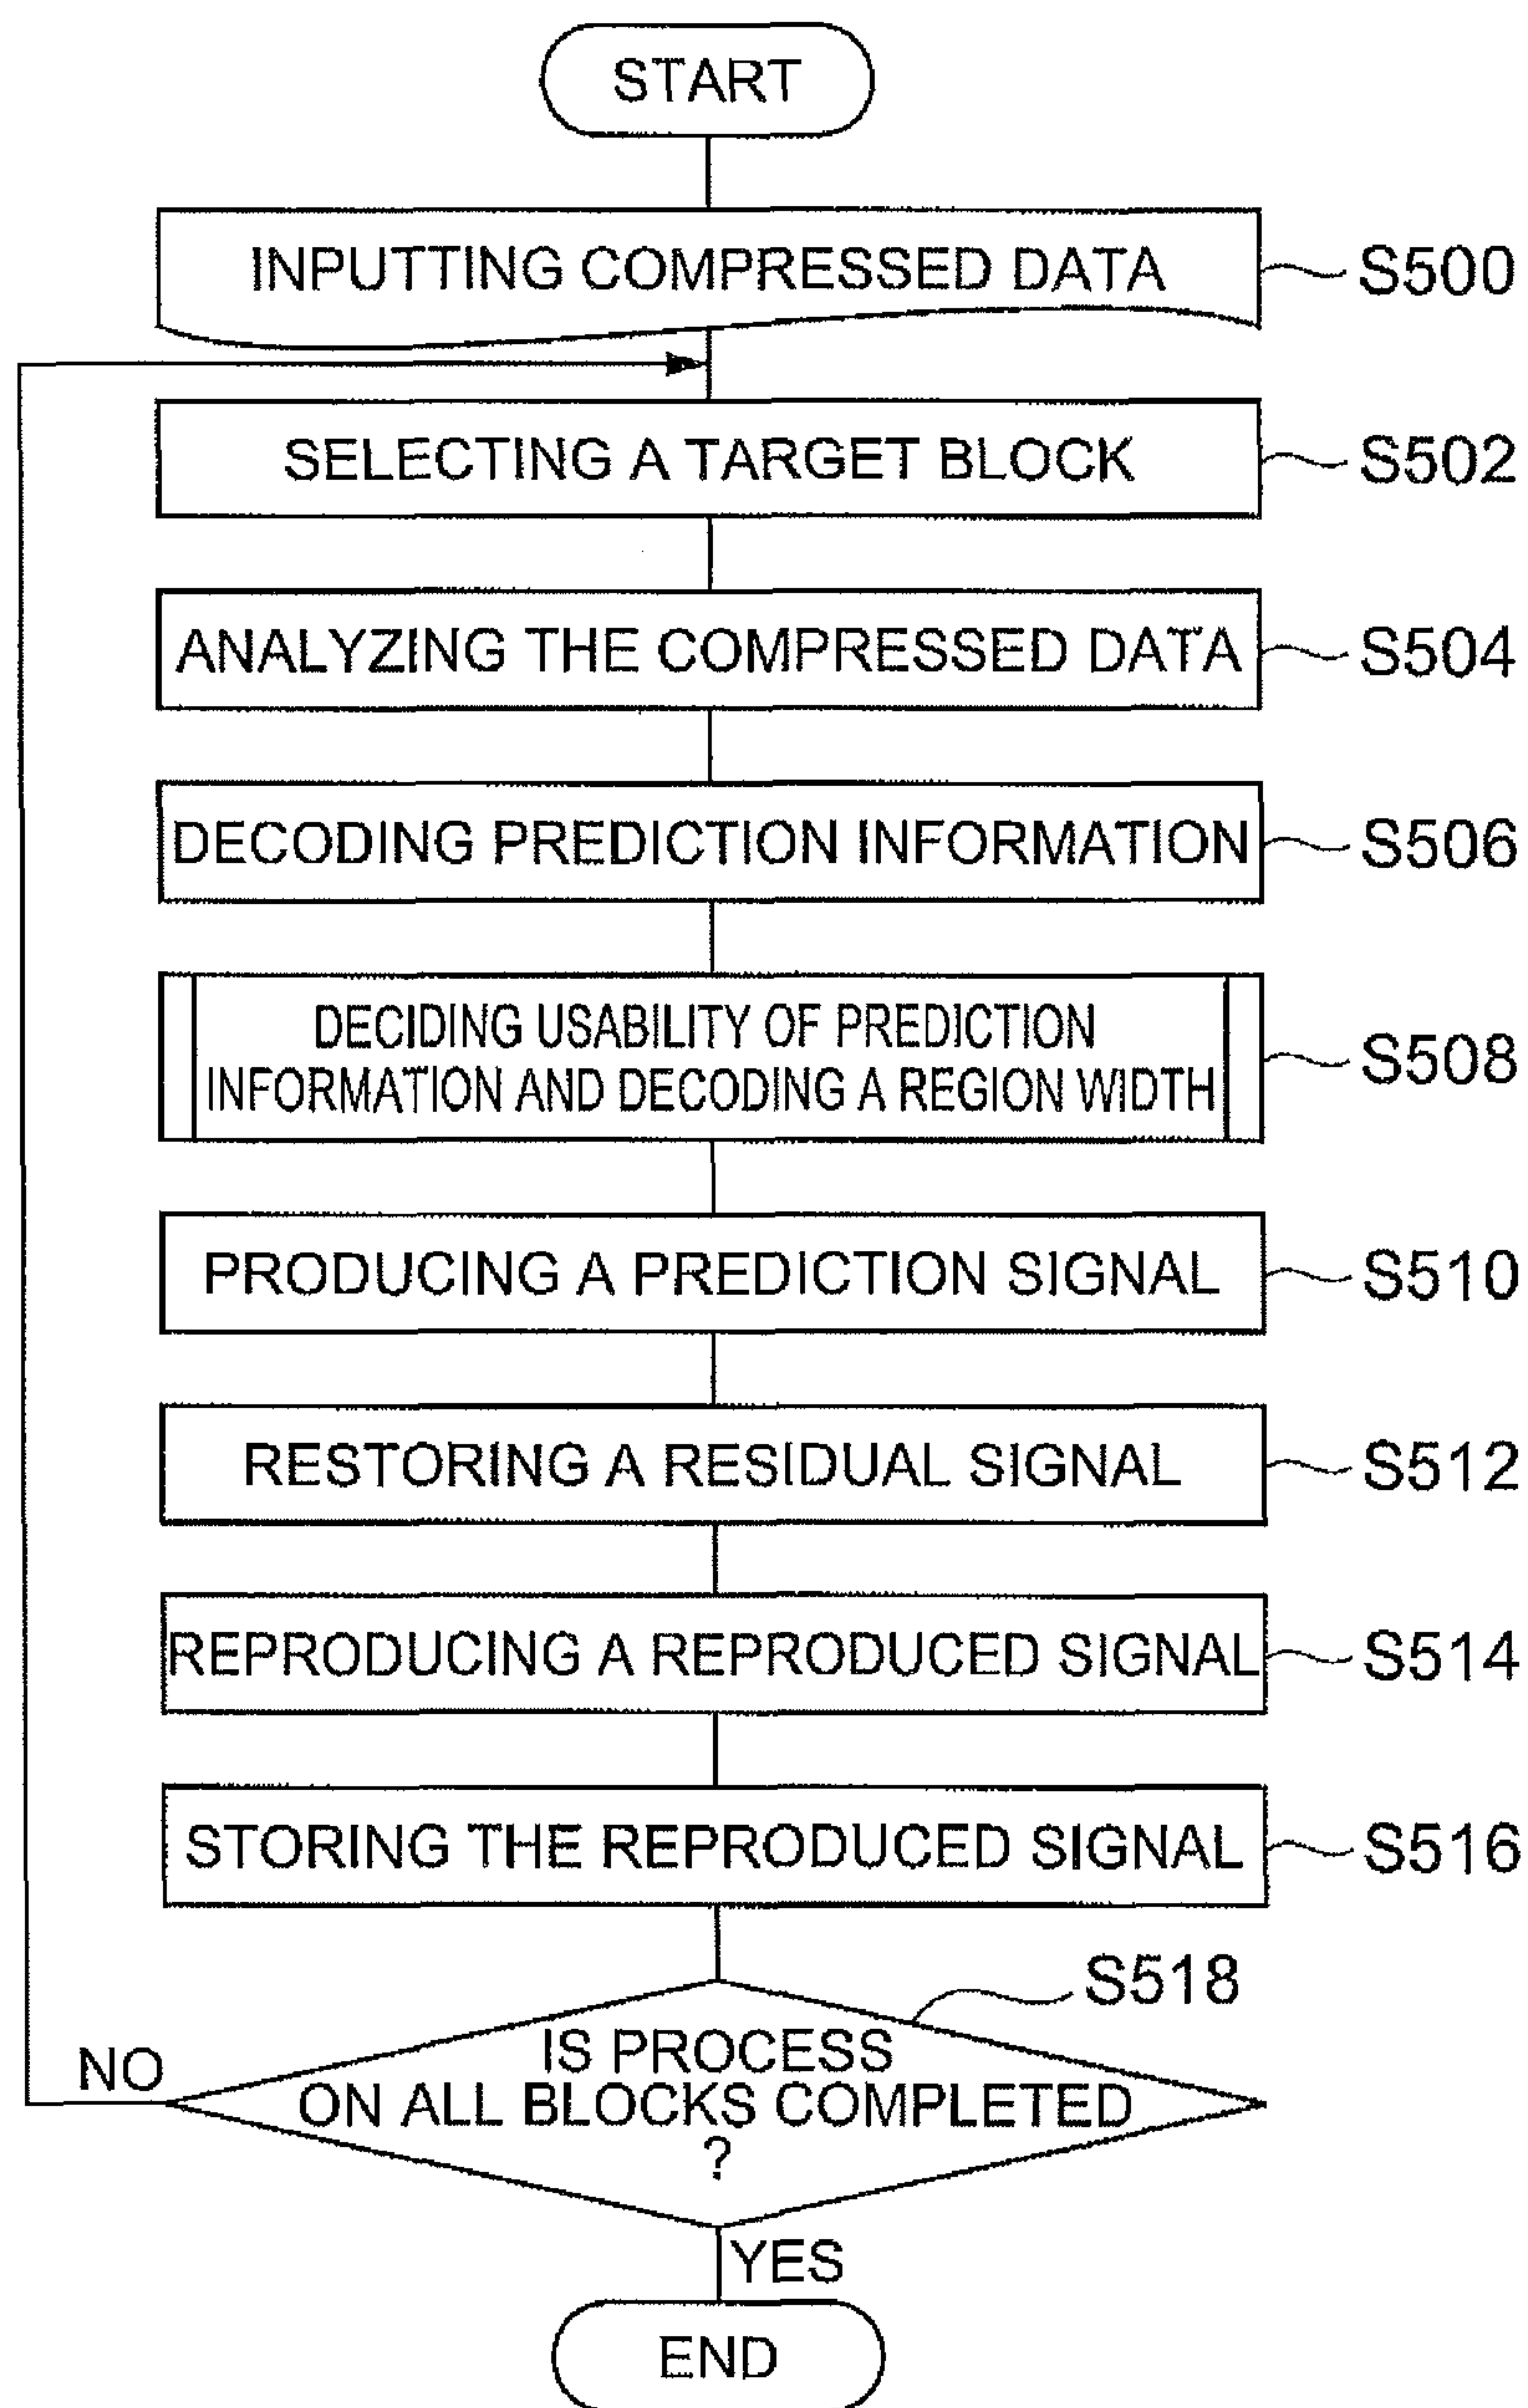 START
INPUTTING COMPRESSED DATA
S500
SELECTING A TARGET BLOCK
S502
ANALYZING THE COMPRESSED DATA
S504
DECODING PREDICTION INFORMATION
S506
DECIDING USABILITY OF PREDICTION
INFORMATION AND DECODING A REGION WIDTH
S508
PRODUCING A PREDICTION SIGNAL
S510
RESTORING A RESIDUAL SIGNAL
S512
REPRODUCING A REPRODUCED SIGNAL
S514
STORING THE REPRODUCED SIGNAL
S516
S518
IS PROCESS
ON ALL BLOCKS COMPLETED
?
NO
YES
END